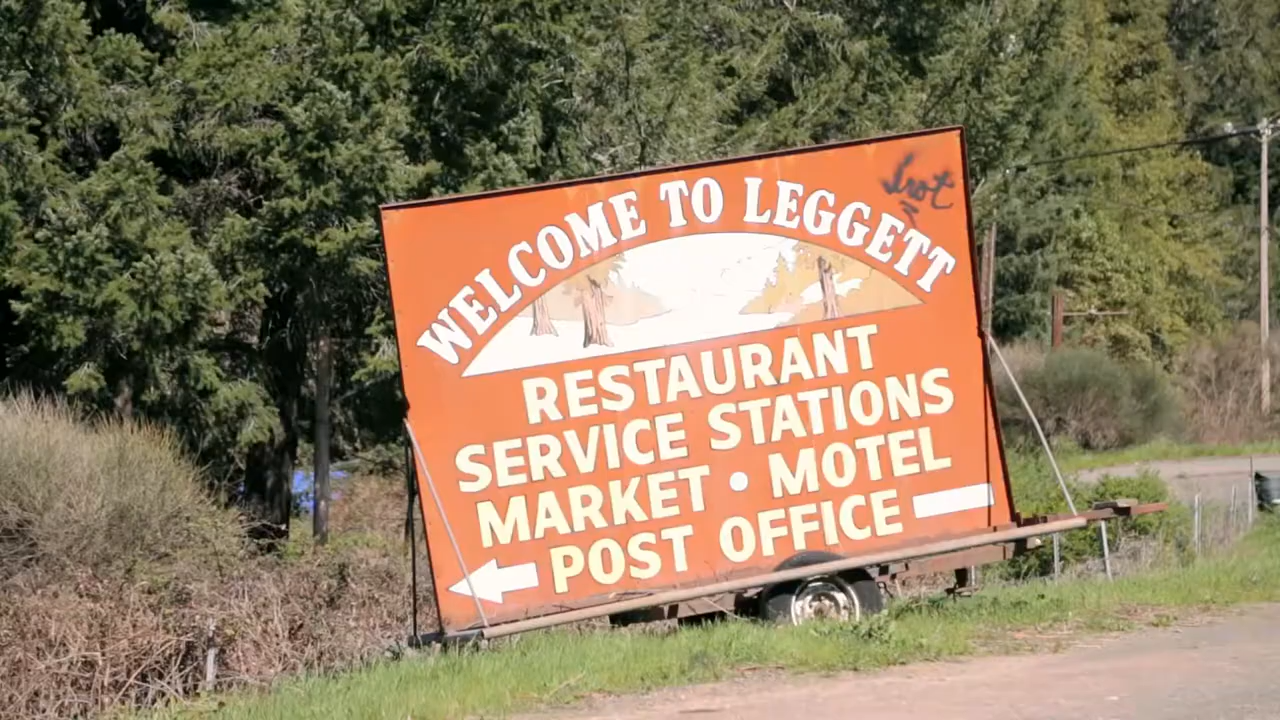 WELCOME TO LEGGETT
RESTAURANT
SERVICE STATIONS
MARKET • MOTEL
POST OFFICE